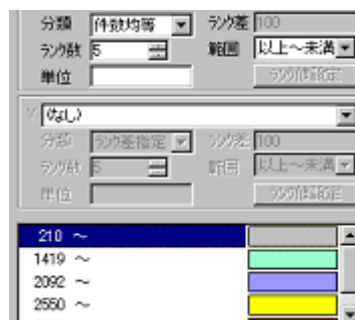 分類 件数均等 ランク差 100
ランク数 5 範囲 以上～未満
単位 ランク値設定
Y (なし)
分類 ランク差指定 ランク差 100
ランク数 5 範囲 以上～未満
単位 ランク値設定
210 ～
1419 ～
2092 ～
2550 ～